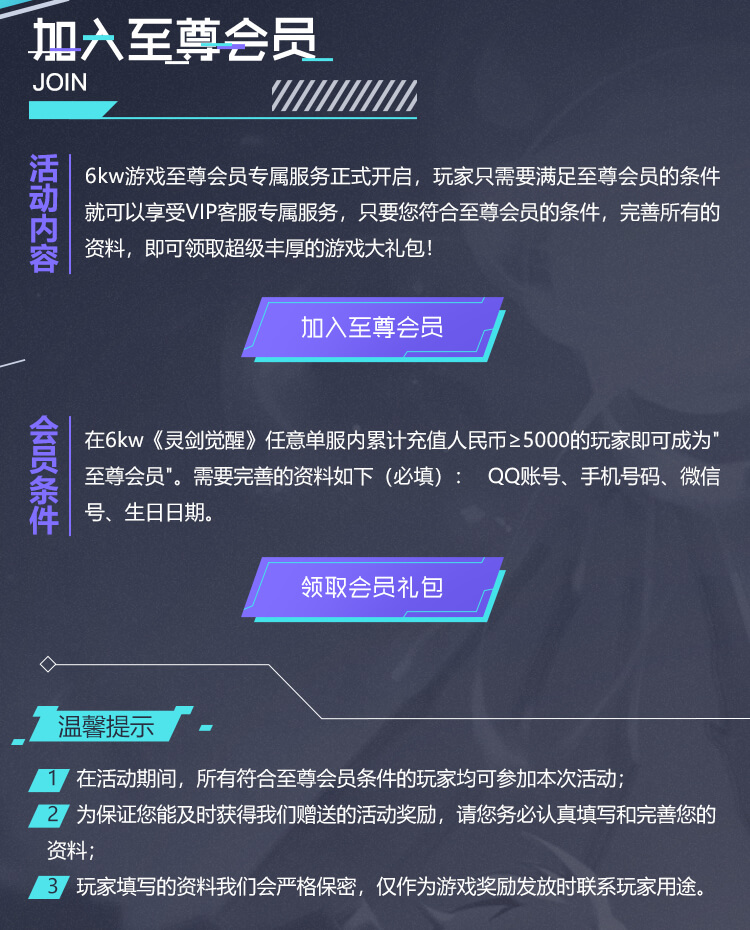 加入至尊会员
JOIN
活动内容
6kw游戏至尊会员专属服务正式开启，玩家只需要满足至尊会员的条件
就可以享受VIP客服专属服务，只要您符合至尊会员的条件，完善所有的
资料，即可领取超级丰厚的游戏大礼包！
加入至尊会员
会员条件
在6kw《灵剑觉醒》任意单服内累计充值人民币≥5000的玩家即可成为"
至尊会员"。需要完善的资料如下（必填）： QQ账号、手机号码、微信
号、生日日期。
领取会员礼包
温馨提示
1 在活动期间，所有符合至尊会员条件的玩家均可参加本次活动；
2 为保证您能及时获得我们赠送的活动奖励，请您务必认真填写和完善您的
资料；
3 玩家填写的资料我们会严格保密，仅作为游戏奖励发放时联系玩家用途。